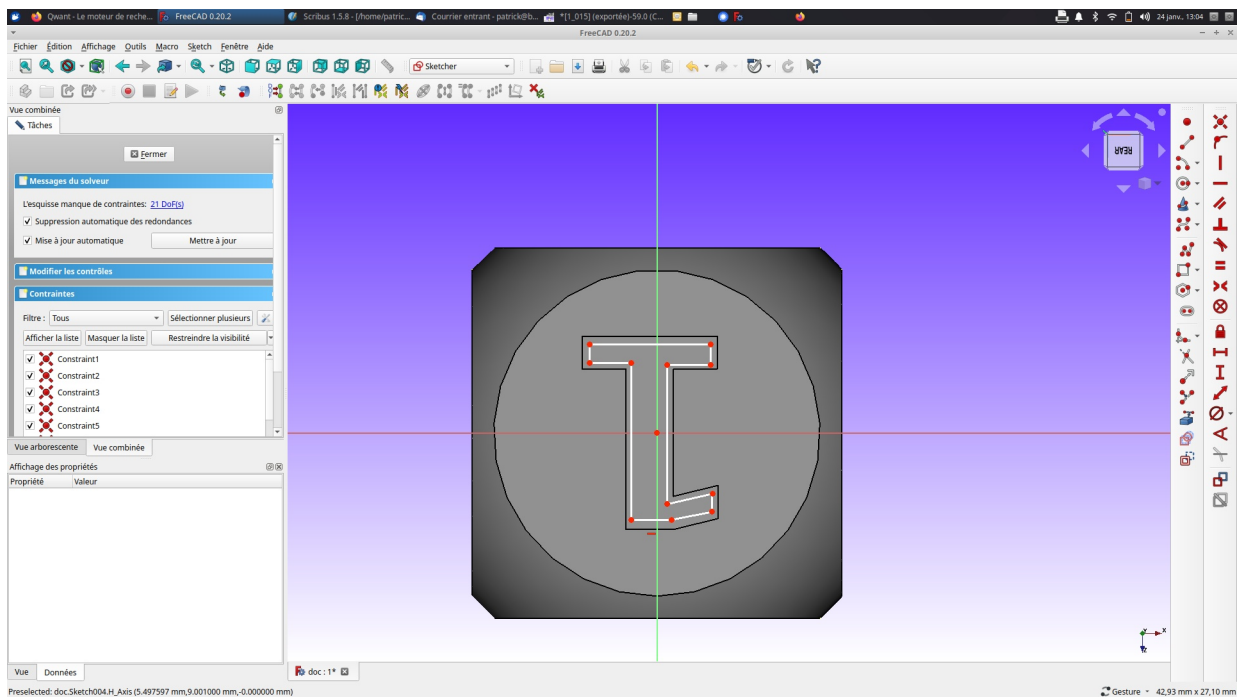 Qwant - Le moteur de reche... FreeCAD 0.20.2 Scribus 1.5.8 - [/home/patric... Courrier entrant - patrick@b... *[1_015] (exportée)-59.0 (C... Fo 24 janv., 13:04
FreeCAD 0.20.2
Fichier Édition Affichage Outils Macro Sketch Fenêtre Aide
Sketcher
Vue combinée
Tâches
Fermer
Messages du solveur
L'esquisse manque de contraintes: 21 DoF(s)
Suppression automatique des redondances
Mise à jour automatique Mettre à jour
Modifier les contrôles
Contraintes
Filtre : Tous Sélectionner plusieurs
Afficher la liste Masquer la liste Restreindre la visibilité
Constraint1
Constraint2
Constraint3
Constraint4
Constraint5
Vue arborescente Vue combinée
Affichage des propriétés
Propriété Valeur
REAR
Y X
Z
Vue Données
doc : 1*
Preselected: doc.Sketch004.H_Axis (5.497597 mm,9.001000 mm,-0.000000 mm) Gesture 42,93 mm x 27,10 mm